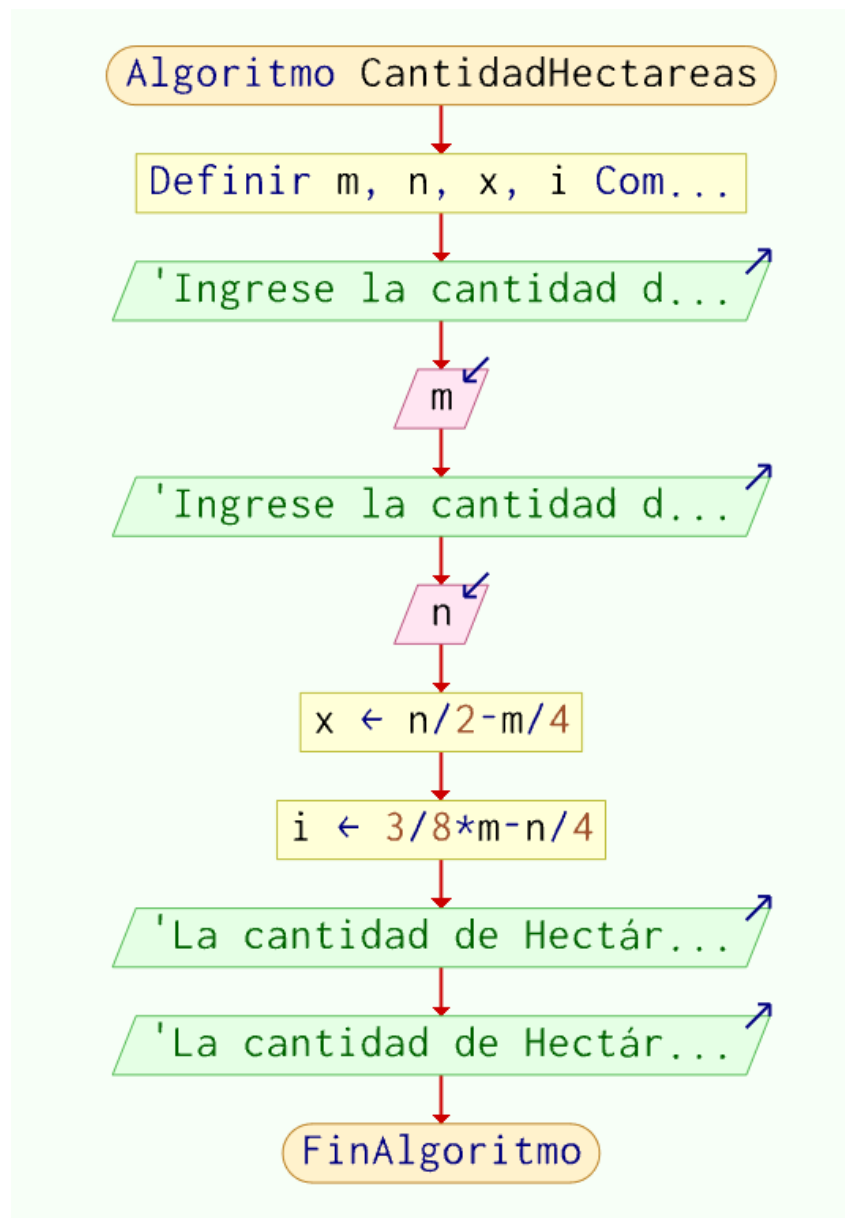 Algoritmo CantidadHectareas
Definir m, n, x, i Com...
'Ingrese la cantidad d...
m
'Ingrese la cantidad d...
n
x ← n/2-m/4
i ← 3/8*m-n/4
'La cantidad de Hectár...
'La cantidad de Hectár...
FinAlgoritmo